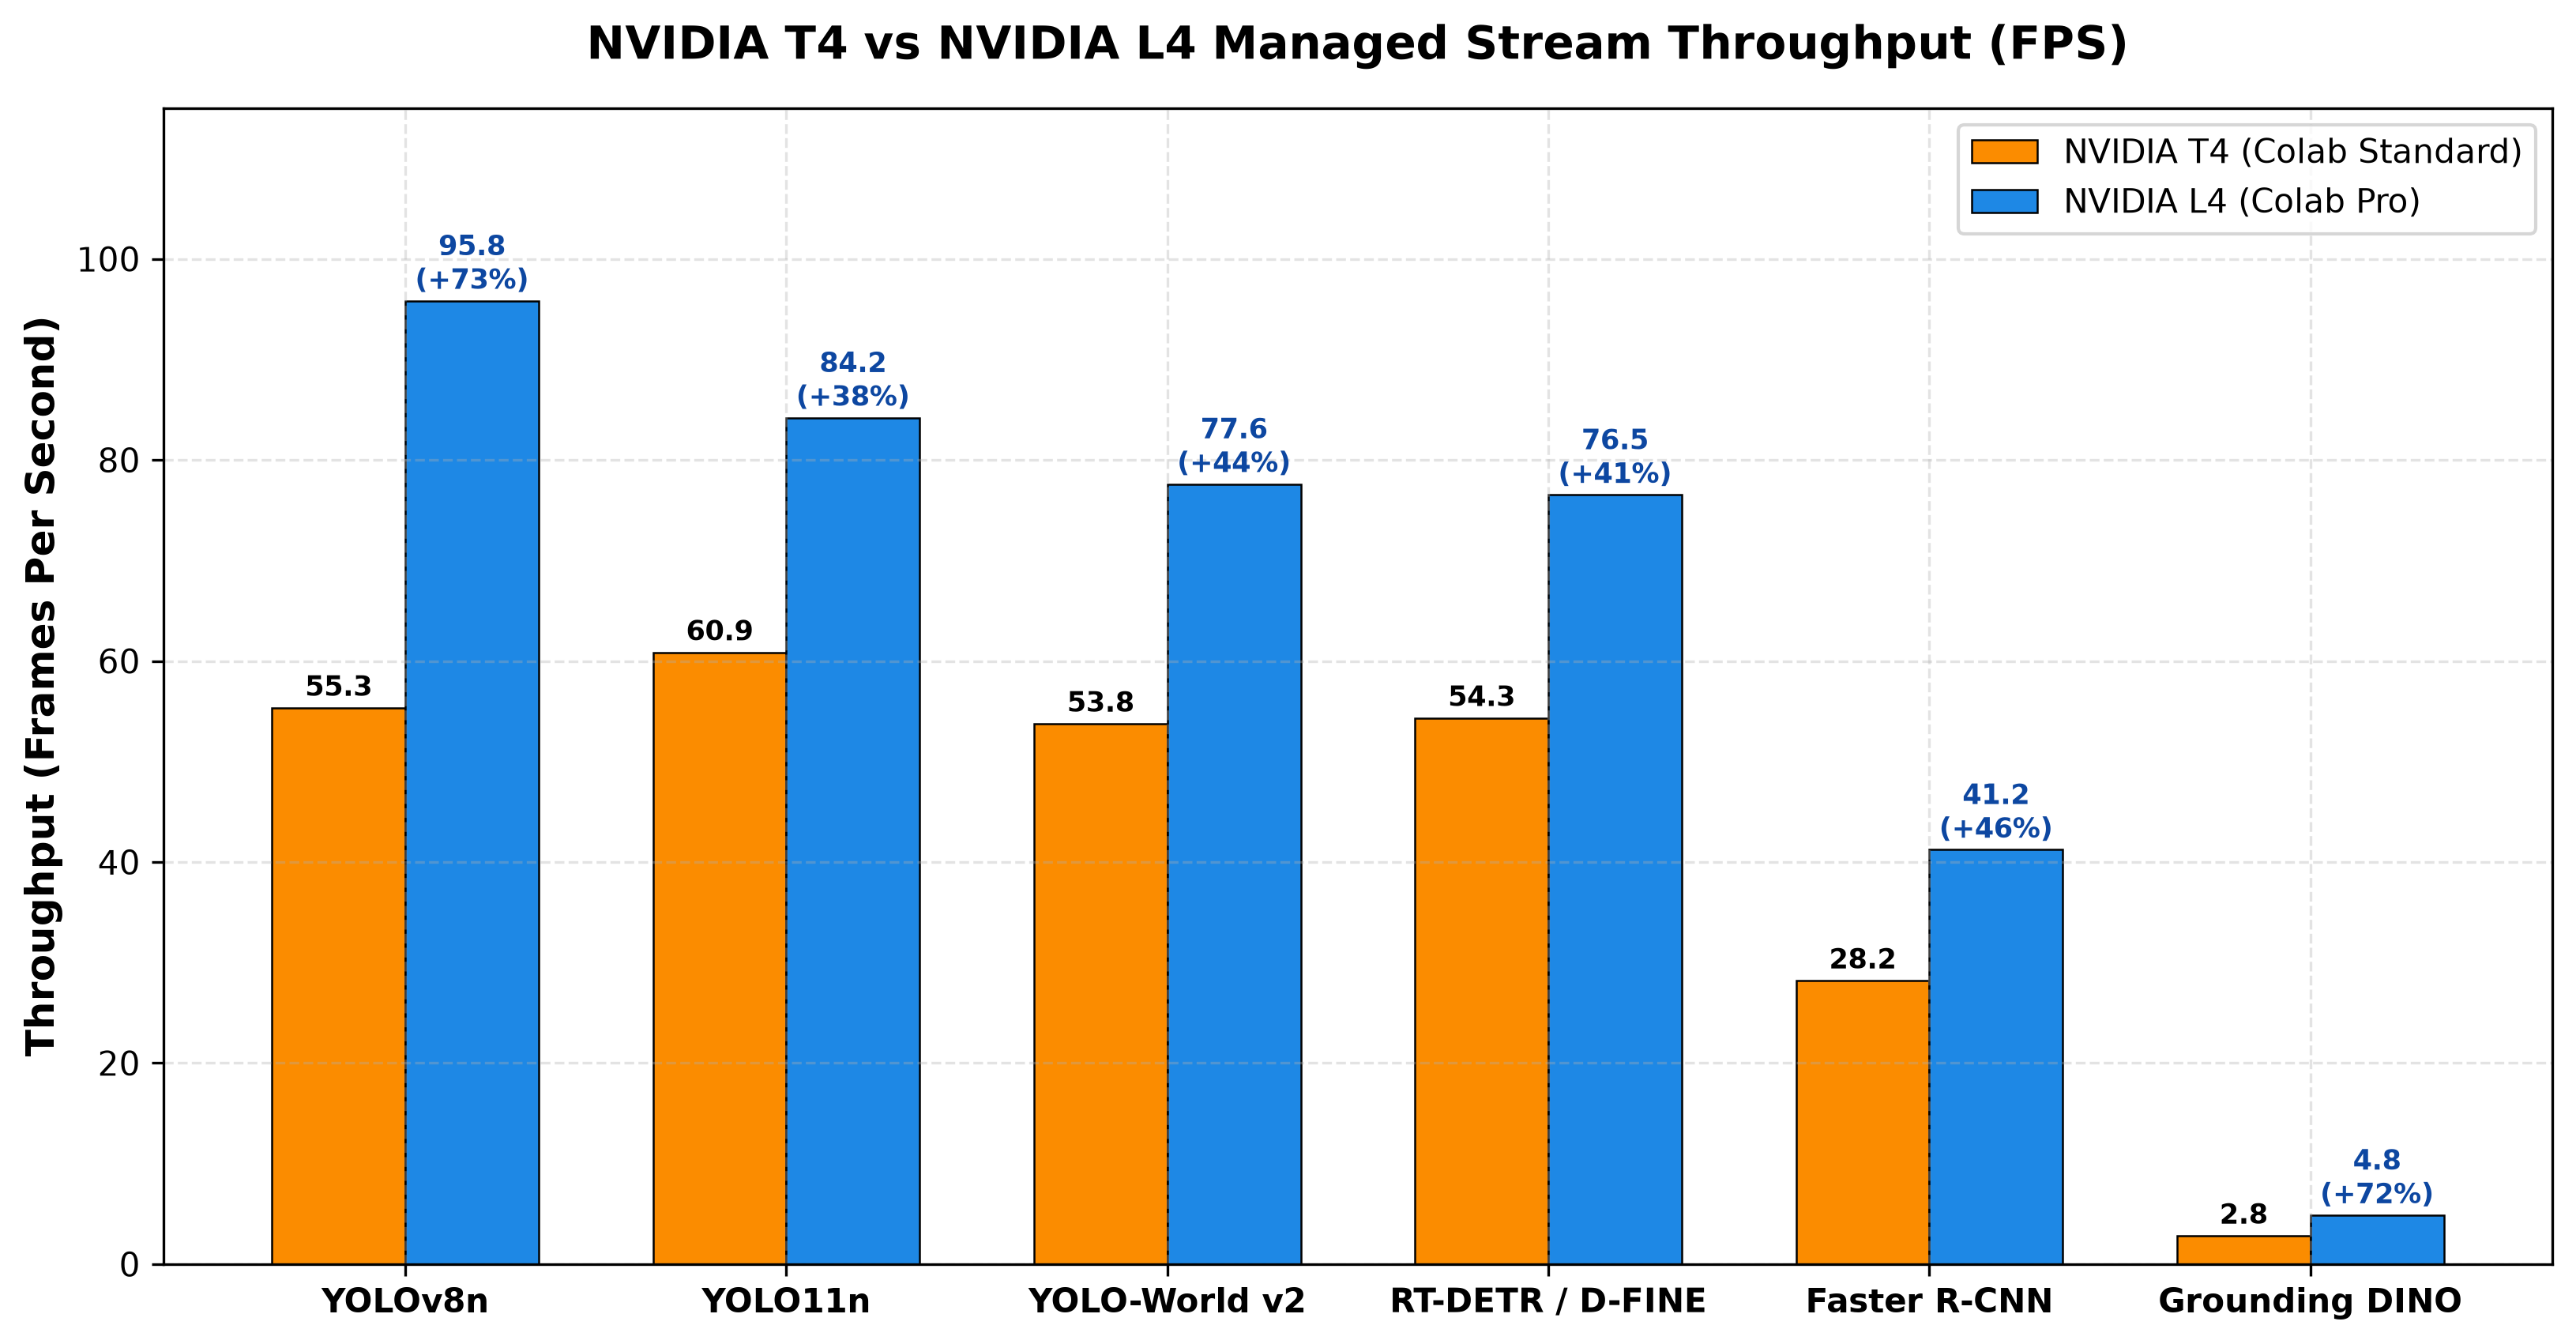 NVIDIA T4 vs NVIDIA L4 Managed Stream Throughput (FPS)
NVIDIA T4 (Colab Standard)
NVIDIA L4 (Colab Pro)
Throughput (Frames Per Second)
100
80
60
40
20
0
55.3
95.8
(+73%)
60.9
84.2
(+38%)
53.8
77.6
(+44%)
54.3
76.5
(+41%)
28.2
41.2
(+46%)
2.8
4.8
(+72%)
YOLOv8n
YOLO11n
YOLO-World v2
RT-DETR / D-FINE
Faster R-CNN
Grounding DINO